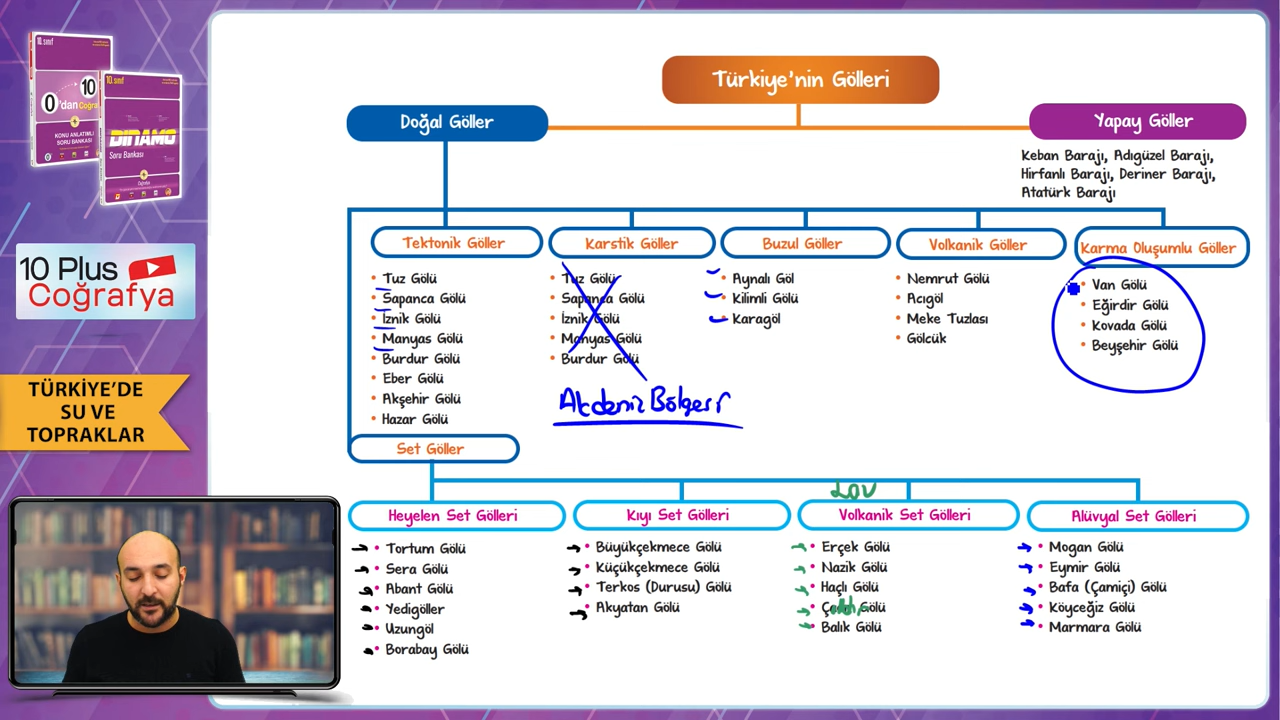 Türkiye'nin Gölleri
Doğal Göller
Yapay Göller
Keban Barajı, Adıgüzel Barajı,
Hirfanlı Barajı, Deriner Barajı,
Atatürk Barajı
Tektonik Göller
• Tuz Gölü
• Sapanca Gölü
• İznik Gölü
• Manyas Gölü
• Burdur Gölü
• Eber Gölü
• Akşehir Gölü
• Hazar Gölü
Karstik Göller
• Tuz Gölü
• Sapanca Gölü
• İznik Gölü
• Manyas Gölü
• Burdur Gölü
Akdeniz Bölgesi
Buzul Göller
• Aynalı Göl
• Kilimli Gölü
• Karagöl
Volkanik Göller
• Nemrut Gölü
• Acıgöl
• Meke Tuzlası
• Gölcük
Karma Oluşumlu Göller
Van Gölü
• Eğirdir Gölü
• Kovada Gölü
• Beyşehir Gölü
Set Göller
Heyelen Set Gölleri
• Tortum Gölü
• Sera Gölü
• Abant Gölü
• Yedigöller
• Uzungöl
• Borabay Gölü
Kıyı Set Gölleri
• Büyükçekmece Gölü
• Küçükçekmece Gölü
• Terkos (Durusu) Gölü
• Akyatan Gölü
Lav
Volkanik Set Gölleri
• Erçek Gölü
• Nazik Gölü
• Haçlı Gölü
• Gölü
• Balık Gölü
Alüvyal Set Gölleri
• Mogan Gölü
• Eymir Gölü
• Bafa (Çamiçi) Gölü
• Köyceğiz Gölü
• Marmara Gölü
10. sınıf
0'dan 10
KONU ANLATIMLI
SORU BANKASI
10. sınıf
DINAMO
Soru Bankası
Coğrafya
10 Plus
Coğrafya
TÜRKİYE'DE
SU VE
TOPRAKLAR